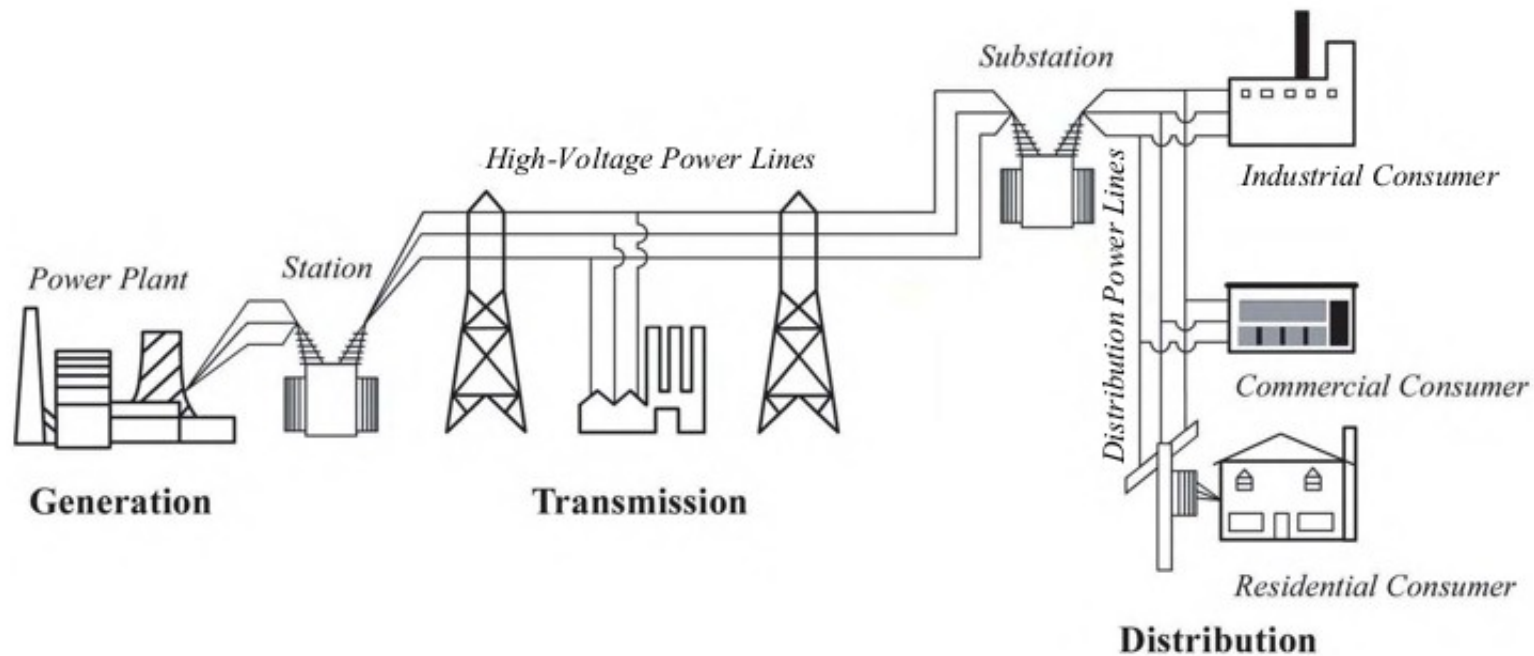 Substation
High-Voltage Power Lines
Industrial Consumer
Station
Power Plant
Distribution Power Lines
Commercial Consumer
Generation
Transmission
Residential Consumer
Distribution